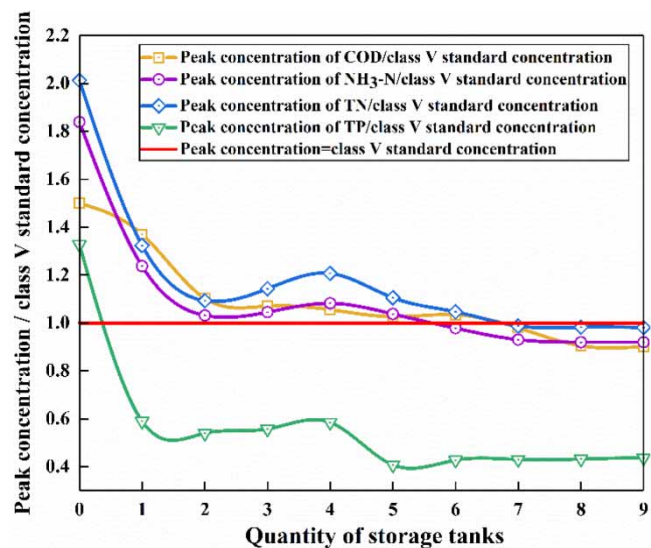 Peak concentration / class V standard concentration
2.2
2.0
1.8
1.6
1.4
1.2
1.0
0.8
0.6
0.4
Peak concentration of COD/class V standard concentration
Peak concentration of NH3-N/class V standard concentration
Peak concentration of TN/class V standard concentration
Peak concentration of TP/class V standard concentration
Peak concentration=class V standard concentration
0 1 2 3 4 5 6 7 8 9
Quantity of storage tanks